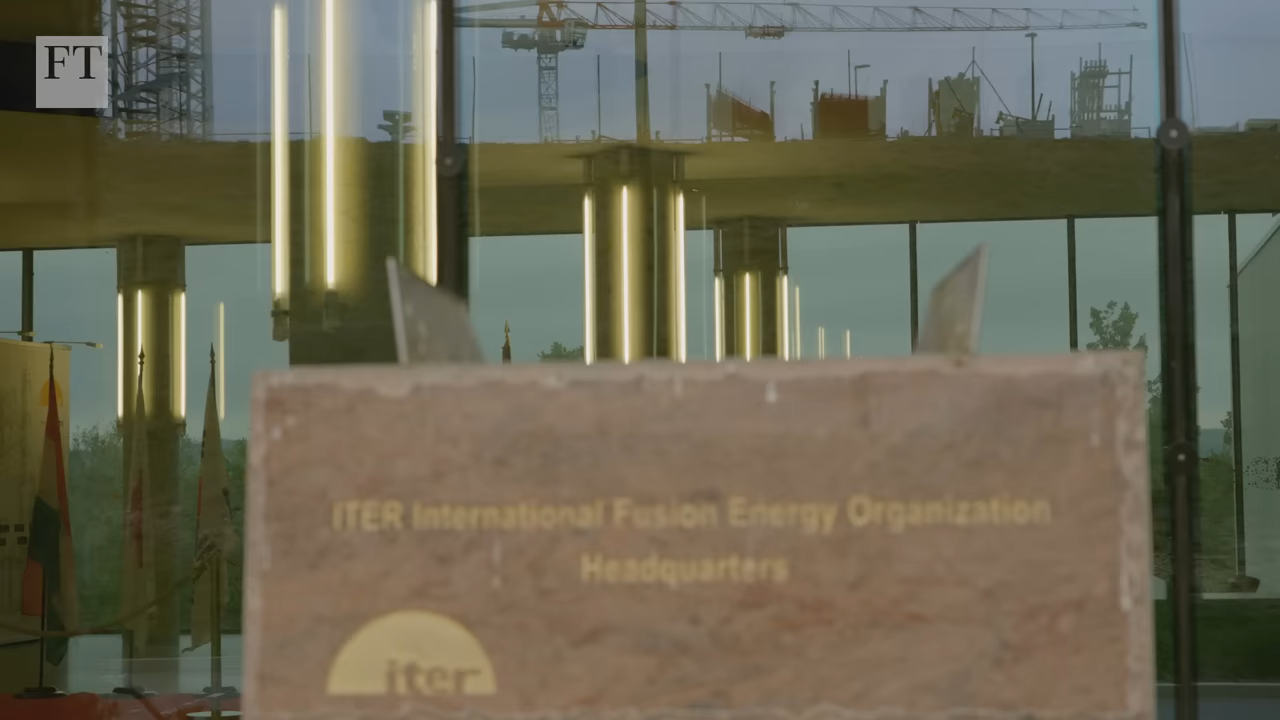 FT
ITER International Fusion Energy Organization
Headquarters
iter